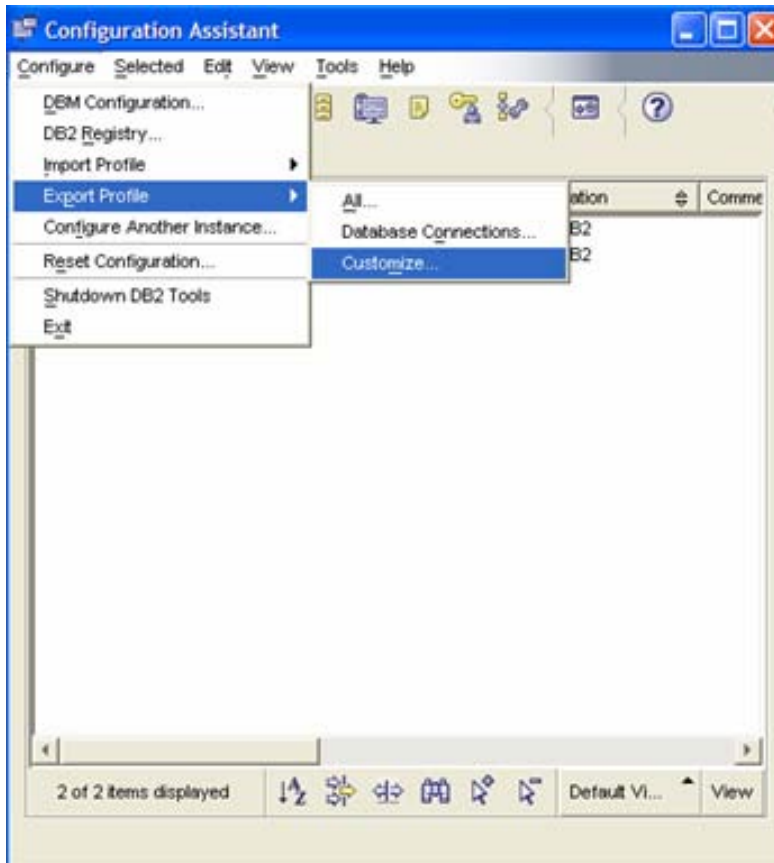 Configuration Assistant
Configure Selected Edit View Tools Help
DBM Configuration...
DB2 Registry...
Import Profile
Export Profile
Configure Another Instance...
Reset Configuration...
Shutdown DB2 Tools
Exit
All...
Database Connections...
Customize...
ation Comme
B2
B2
2 of 2 items displayed Default Vi... View